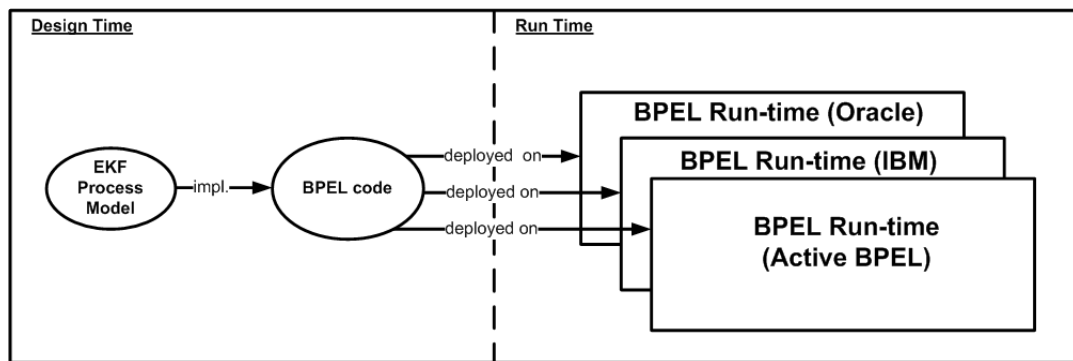 Design Time
Run Time
EKF
Process
Model
impl.
BPEL code
deployed on
deployed on
deployed on
BPEL Run-time (Oracle)
BPEL Run-time (IBM)
BPEL Run-time
(Active BPEL)